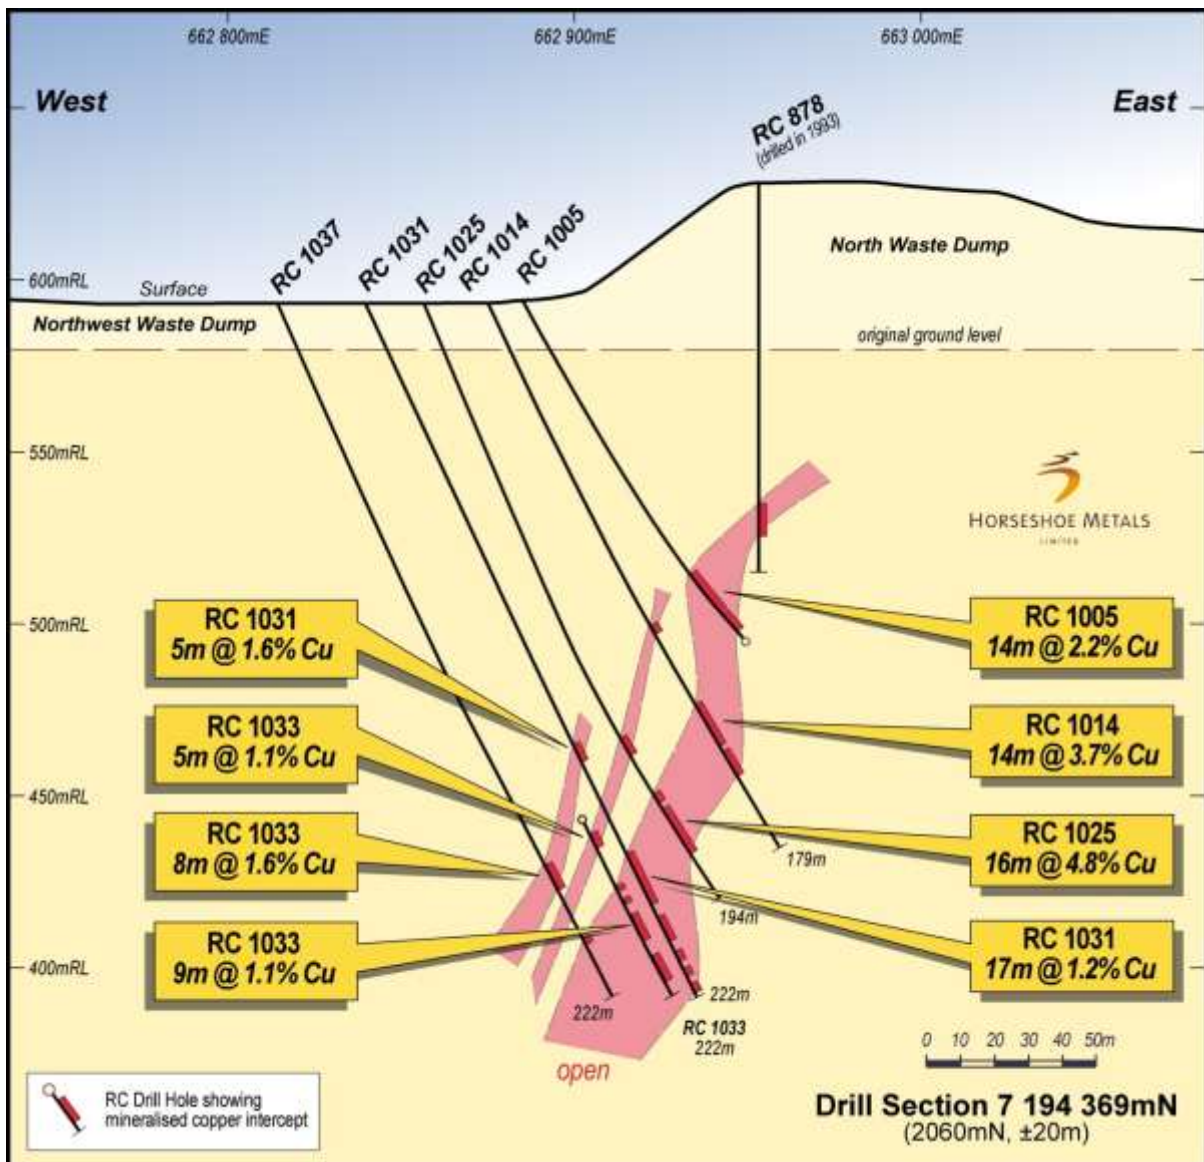 662 800mE
662 900mE
663 000mE
West
East
RC 878
(drilled in 1993)
RC 1037
RC 1031
RC 1025
RC 1014
RC 1005
North Waste Dump
600mRL
Surface
Northwest Waste Dump
original ground level
550mRL
HORSESHOE METALS
LIMITED
500mRL
RC 1031
5m @ 1.6% Cu
RC 1005
14m @ 2.2% Cu
RC 1033
5m @ 1.1% Cu
RC 1014
14m @ 3.7% Cu
450mRL
RC 1033
8m @ 1.6% Cu
RC 1025
16m @ 4.8% Cu
179m
194m
RC 1033
9m @ 1.1% Cu
RC 1031
17m @ 1.2% Cu
400mRL
222m
222m
RC 1033
222m
open
0 10 20 30 40 50m
RC Drill Hole showing
mineralised copper intercept
Drill Section 7 194 369mN
(2060mN, ±20m)